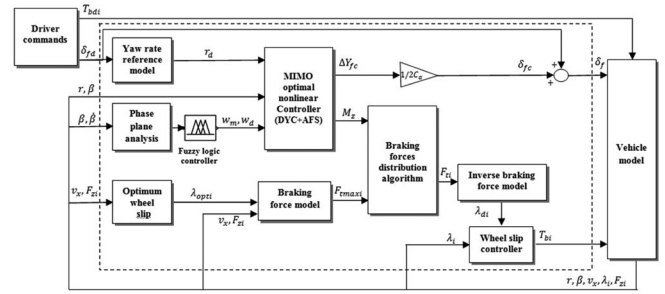 T_bdi
Driver
commands
δ_fd
Yaw rate
reference
model
r_d
MIMO
optimal
nonlinear
Controller
(DYC+AFS)
ΔY_fc
1/2C_α
δ_fc
+
+
δ_f
r, β
M_z
β, β̇
Phase
plane
analysis
Fuzzy logic
controller
w_m, w_d
Braking
forces
distribution
algorithm
Vehicle
model
F_ti
Inverse braking
force model
v_x, F_zi
Optimum
wheel
slip
λ_opti
Braking
force model
F_tmaxi
v_x, F_zi
λ_di
λ_i
Wheel slip
controller
T_bi
r, β, v_x, λ_i, F_zi